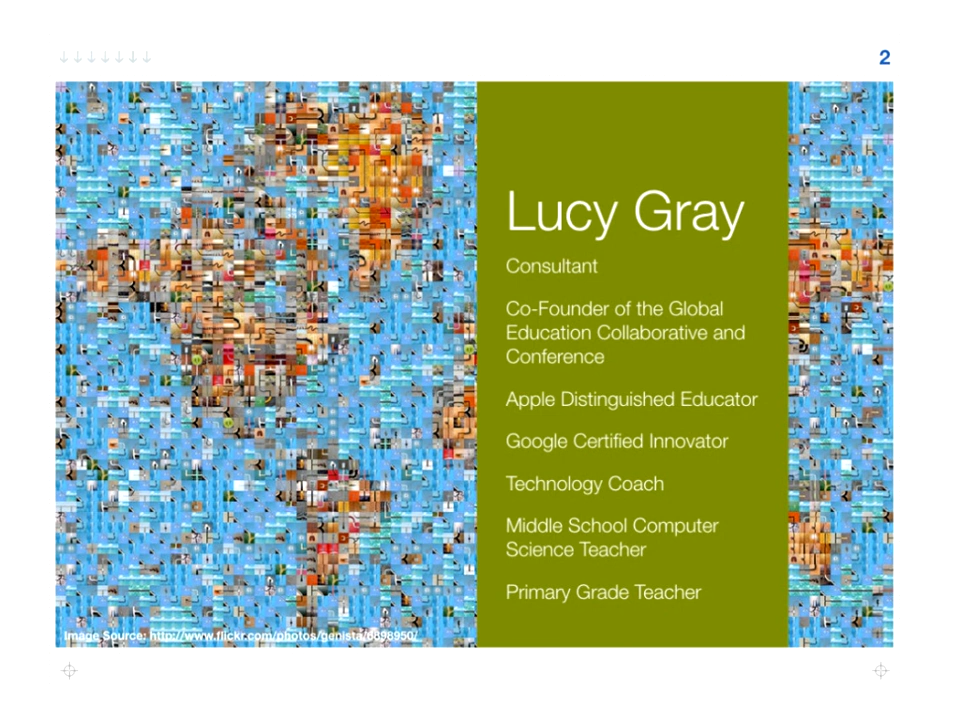 2
Lucy Gray
Consultant
Co-Founder of the Global
Education Collaborative and
Conference
Apple Distinguished Educator
Google Certified Innovator
Technology Coach
Middle School Computer
Science Teacher
Primary Grade Teacher
Image Source: http://www.flickr.com/photos/genista/6898950/